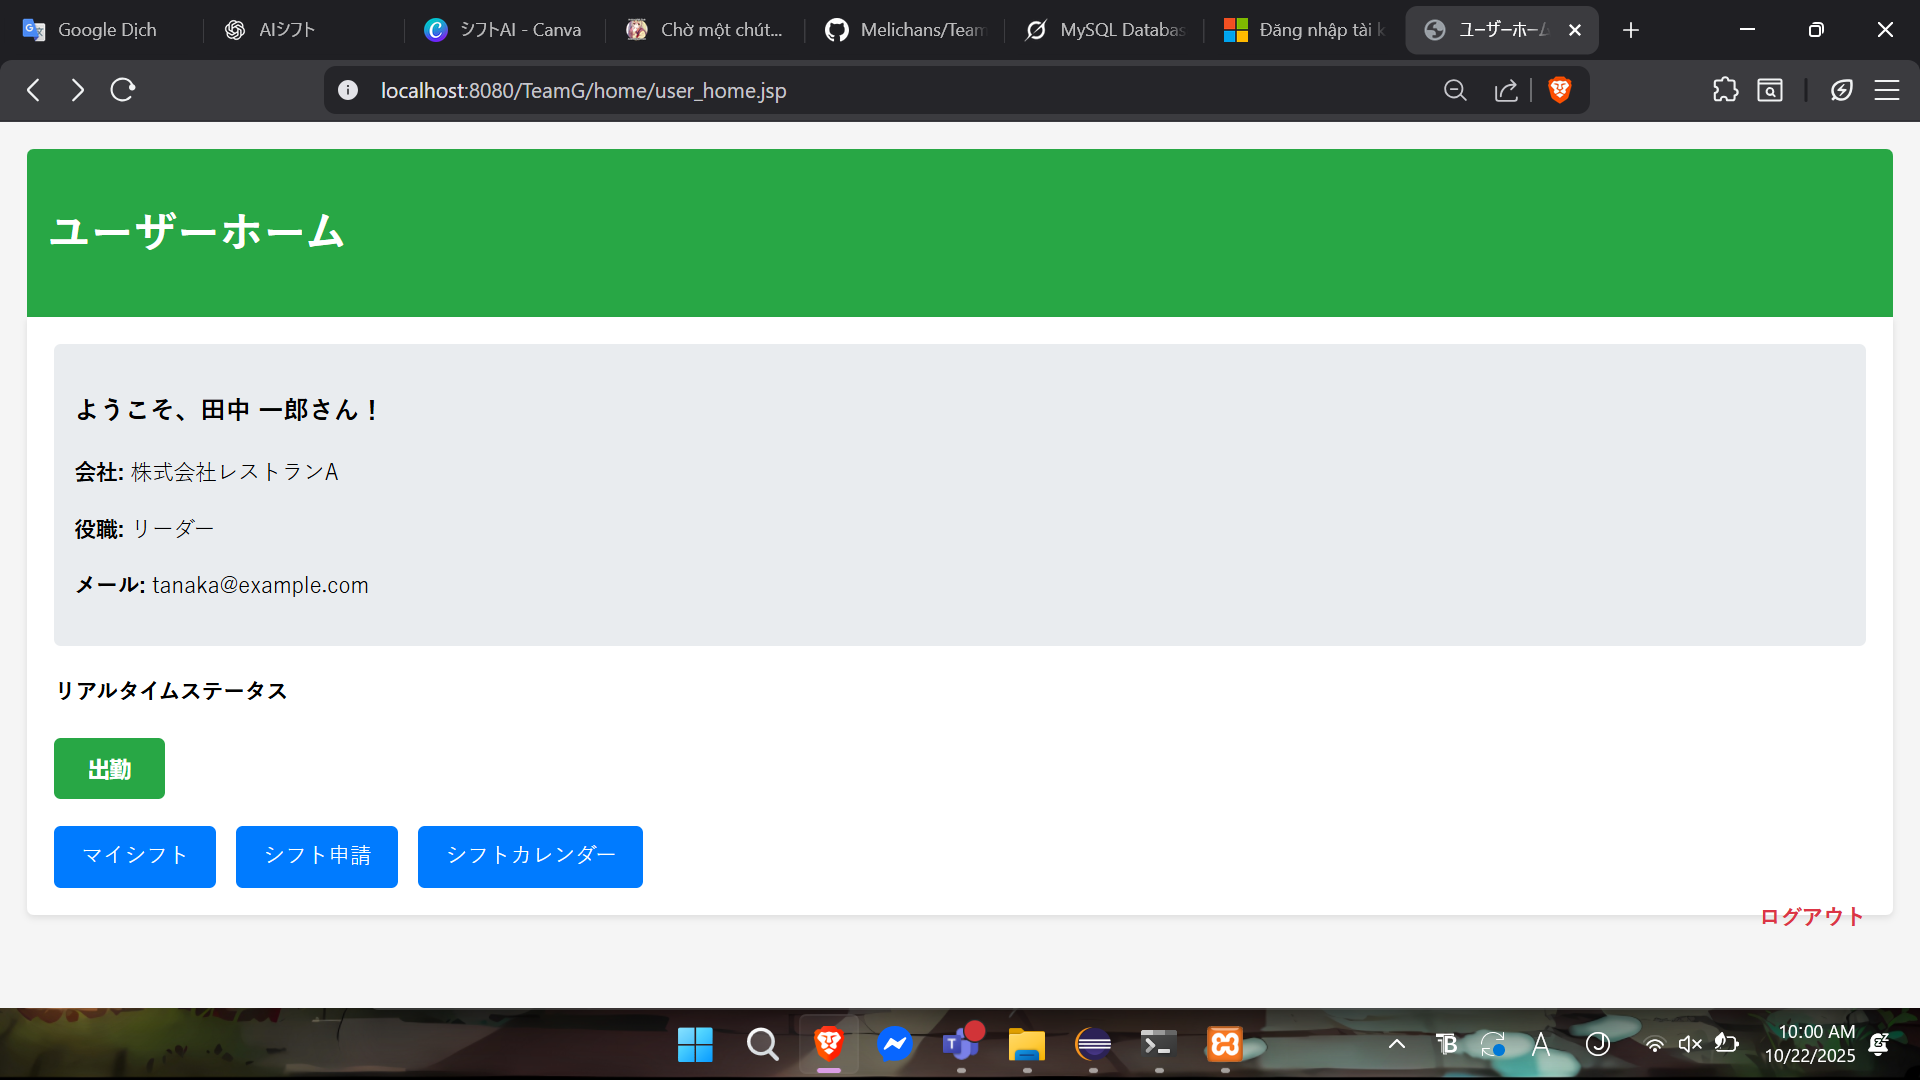 Google Dịch
AIシフト
シフトAI - Canva
Chờ một chút...
Melichans/Team
MySQL Databas
Đăng nhập tài k
ユーザーホーム
localhost:8080/TeamG/home/user_home.jsp
ユーザーホーム
ようこそ、田中 一郎さん！
会社: 株式会社レストランA
役職: リーダー
メール: tanaka@example.com
リアルタイムステータス
出勤
マイシフト
シフト申請
シフトカレンダー
ログアウト
10:00 AM
10/22/2025